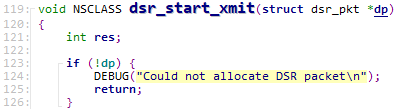 119: void NSCLASS dsr_start_xmit(struct dsr_pkt *dp)
120: {
121: int res;
122:
123: if (!dp) {
124: DEBUG("Could not allocate DSR packet\n");
125: return;
126: }